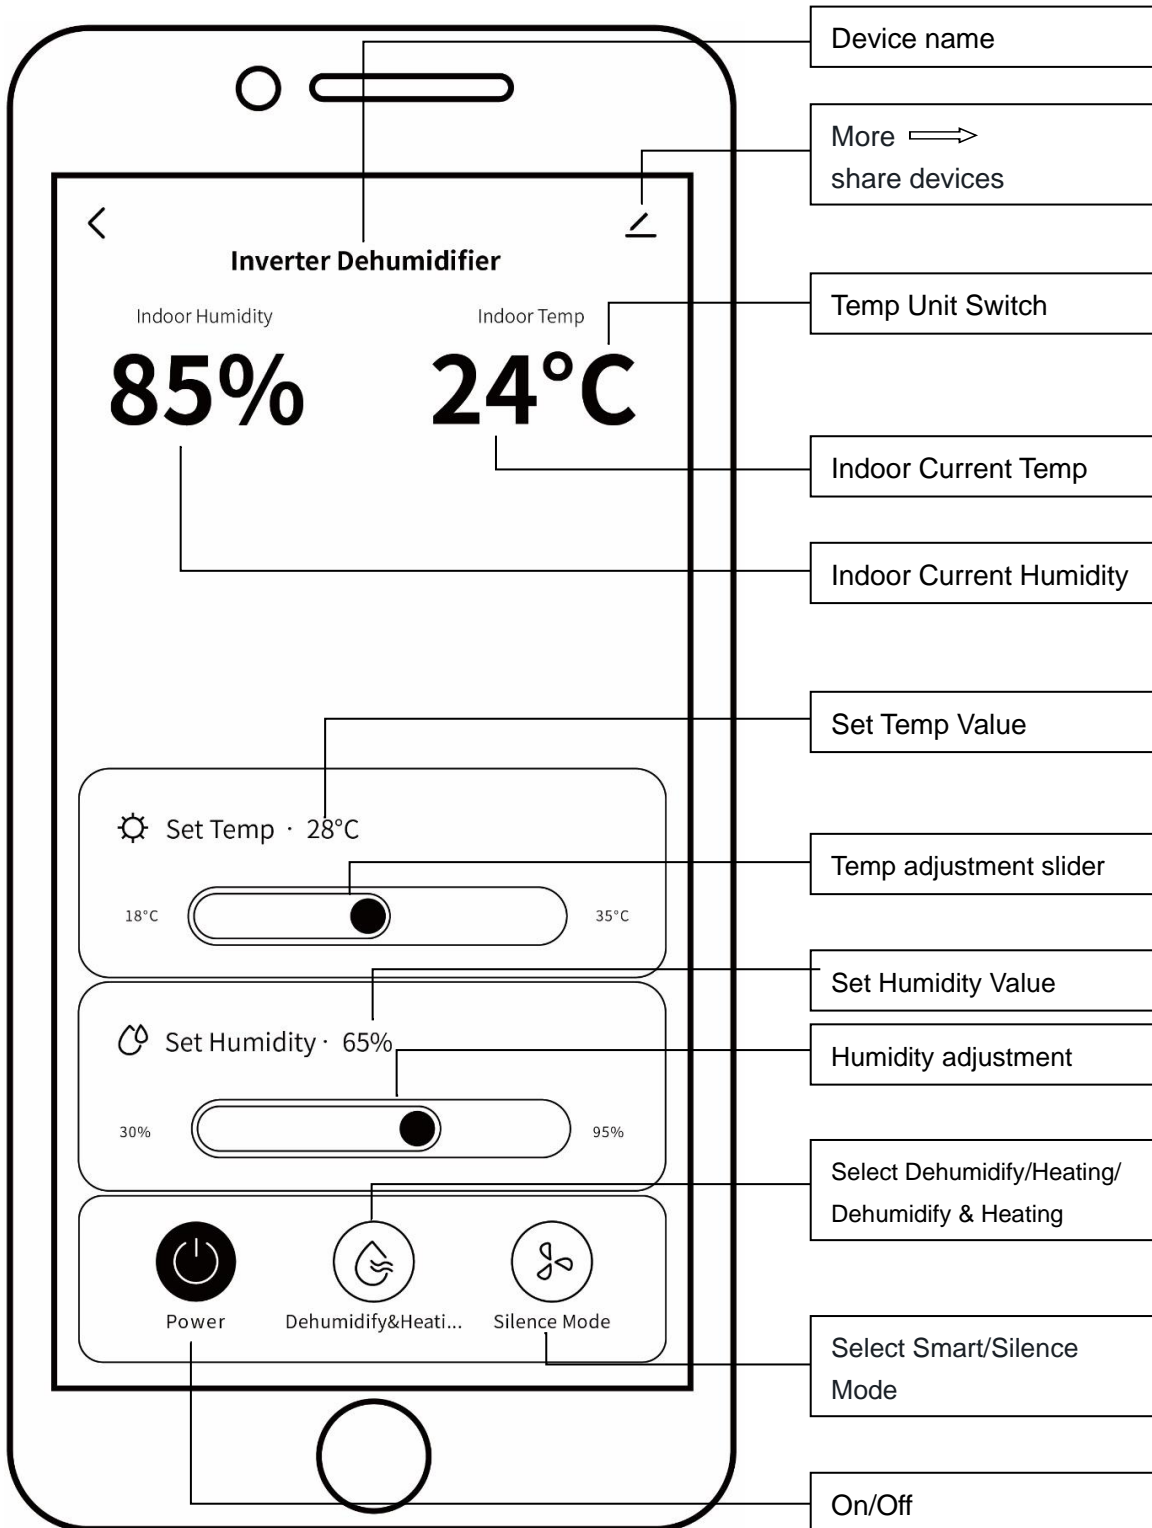 Device name
More
share devices
Inverter Dehumidifier
Indoor Humidity
Indoor Temp
Temp Unit Switch
85%
24°C
Indoor Current Temp
Indoor Current Humidity
Set Temp Value
Set Temp · 28°C
Temp adjustment slider
18°C
35°C
Set Humidity Value
Set Humidity · 65%
Humidity adjustment
30%
95%
Select Dehumidify/Heating/
Dehumidify & Heating
Power
Dehumidify&Heati...
Silence Mode
Select Smart/Silence
Mode
On/Off